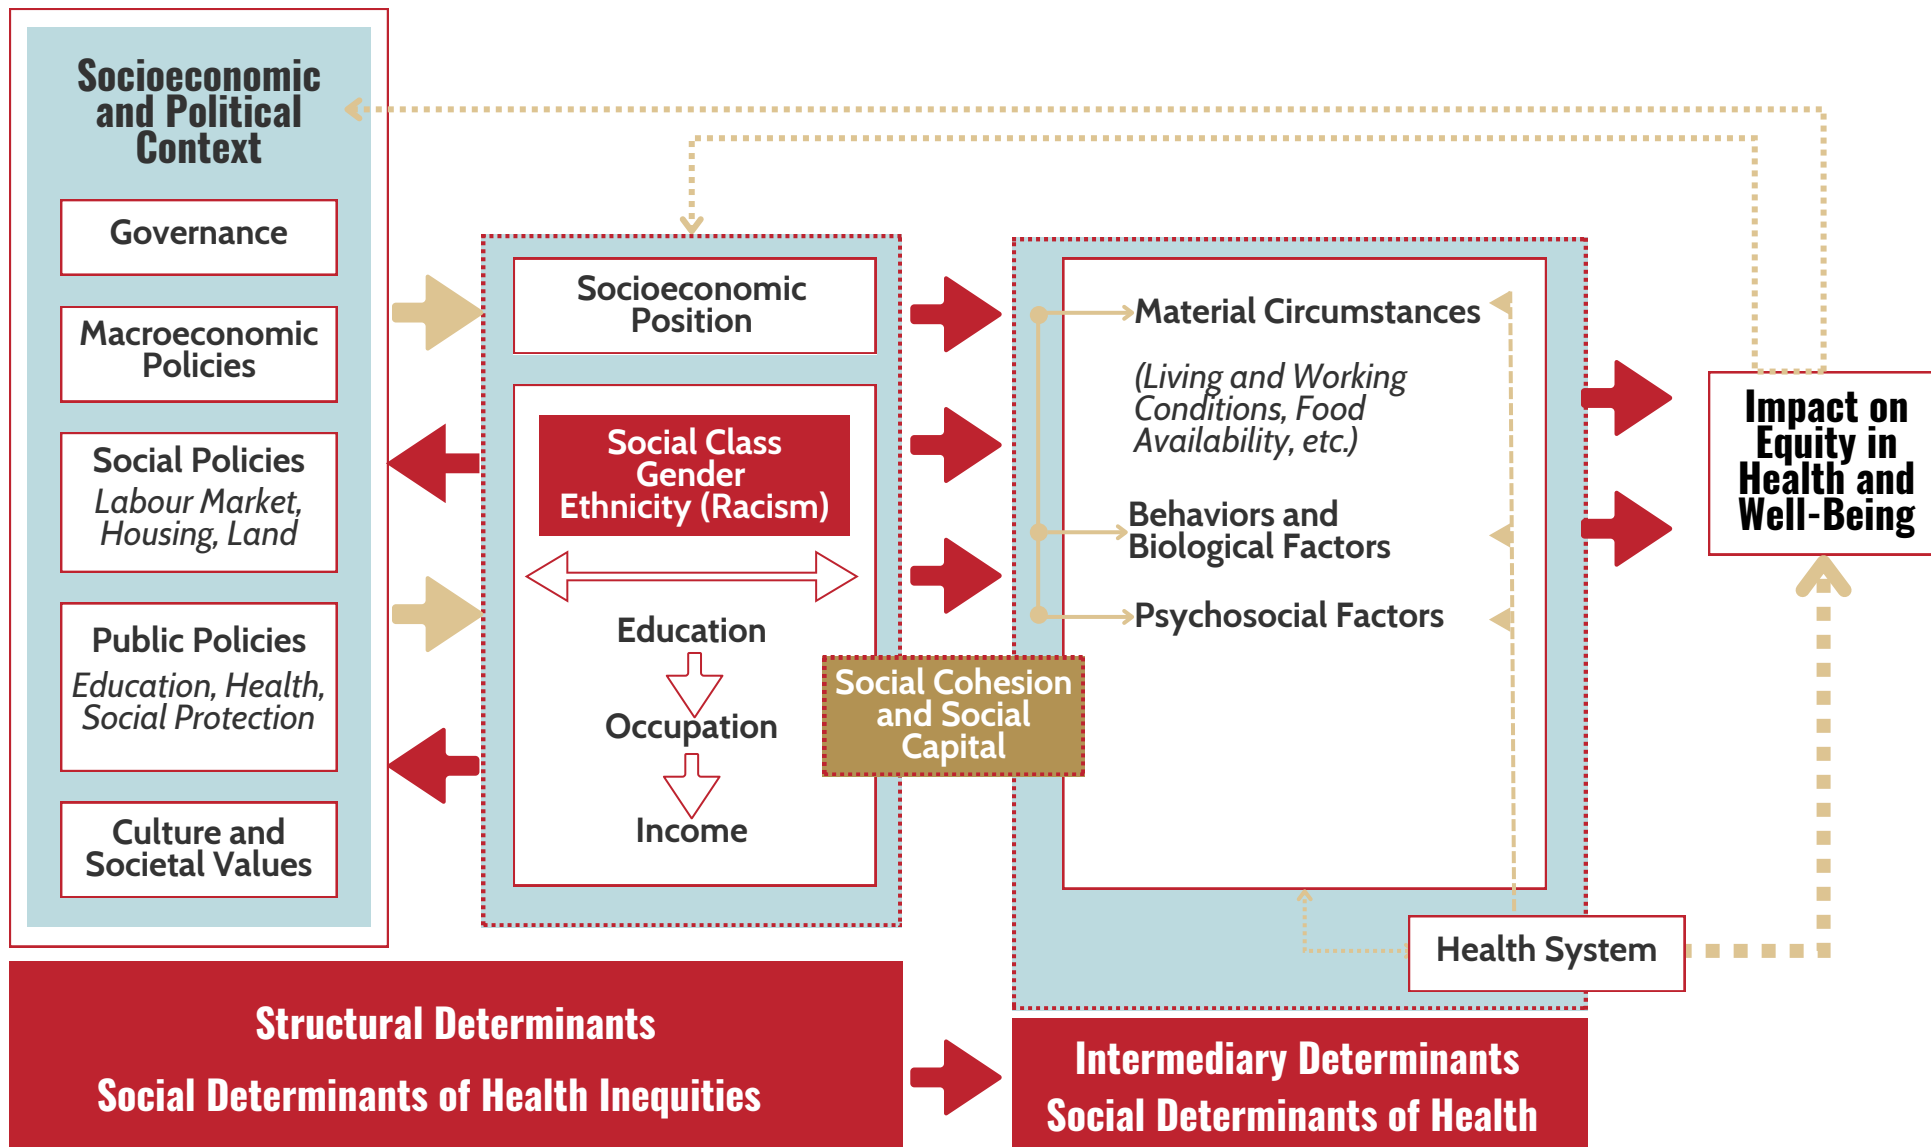 Socioeconomic
and Political
Context
Governance
Macroeconomic
Policies
Social Policies
Labour Market,
Housing, Land
Public Policies
Education, Health,
Social Protection
Culture and
Societal Values
Socioeconomic
Position
Social Class
Gender
Ethnicity (Racism)
Education
Occupation
Income
Social Cohesion
and Social
Capital
Material Circumstances
(Living and Working
Conditions, Food
Availability, etc.)
Behaviors and
Biological Factors
Psychosocial Factors
Health System
Impact on
Equity in
Health and
Well-Being
Structural Determinants
Social Determinants of Health Inequities
Intermediary Determinants
Social Determinants of Health